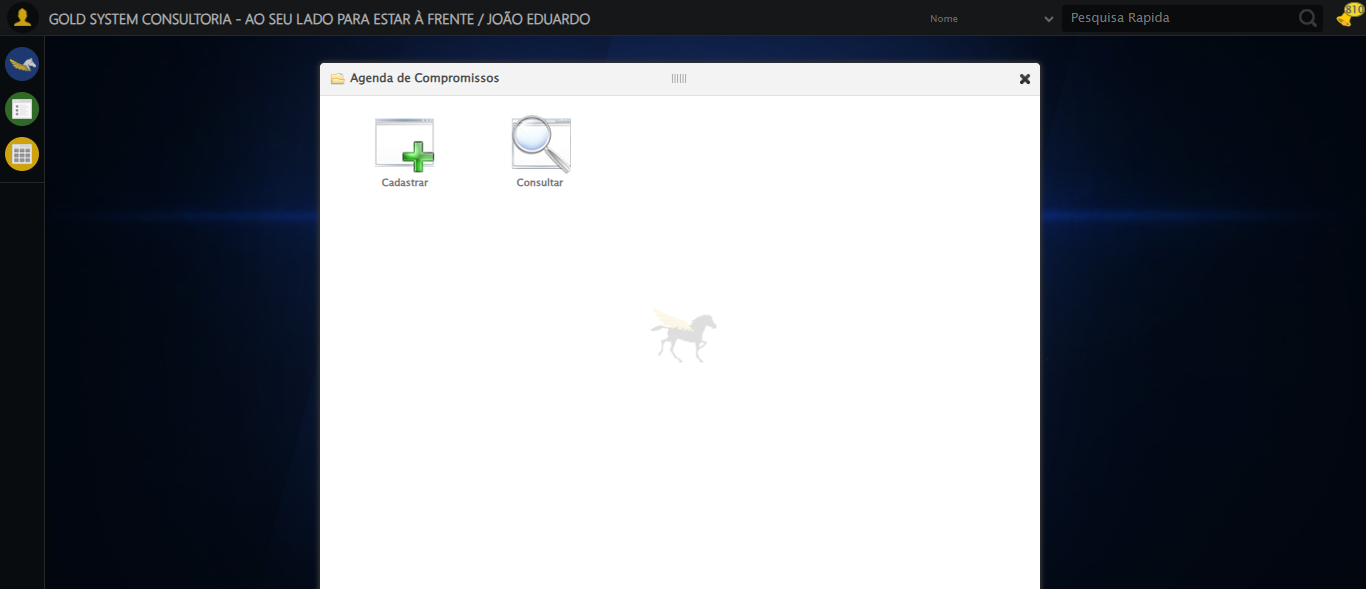 GOLD SYSTEM CONSULTORIA - AO SEU LADO PARA ESTAR À FRENTE / JOÃO EDUARDO
Nome
Pesquisa Rapida
810
Agenda de Compromissos
Cadastrar
Consultar